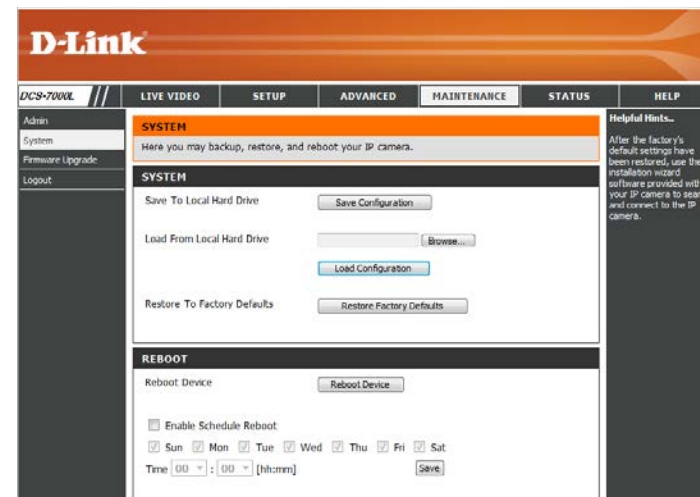 D-Link
DCS-7000L // LIVE VIDEO SETUP ADVANCED MAINTENANCE STATUS HELP
Admin
System
Firmware Upgrade
Logout
SYSTEM
Here you may backup, restore, and reboot your IP camera.
SYSTEM
Save To Local Hard Drive Save Configuration
Load From Local Hard Drive Browse...
Load Configuration
Restore To Factory Defaults Restore Factory Defaults
REBOOT
Reboot Device Reboot Device
Enable Schedule Reboot
Sun Mon Tue Wed Thu Fri Sat
Time 00 : 00 [hh:mm] Save
Helpful Hints..
After the factory's
default settings have
been restored, use the
installation wizard
software provided with
your IP camera to
and connect to the IP
camera.